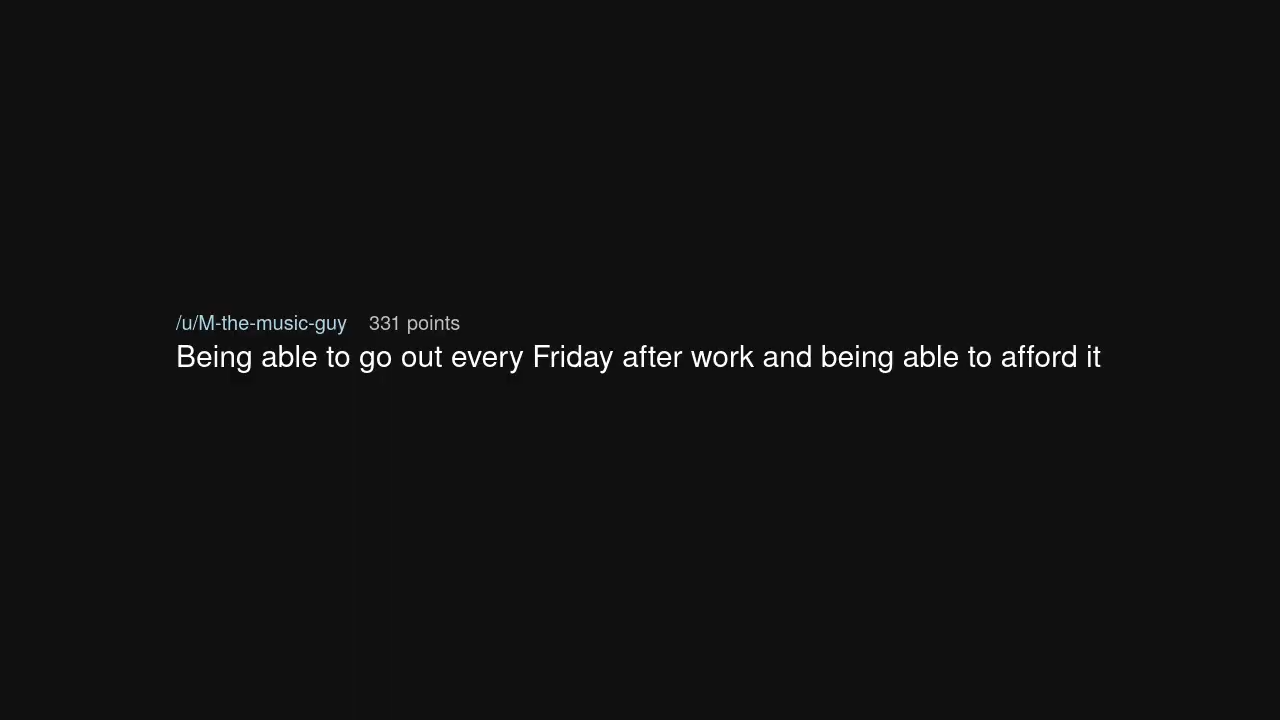 /u/M-the-music-guy 331 points
Being able to go out every Friday after work and being able to afford it